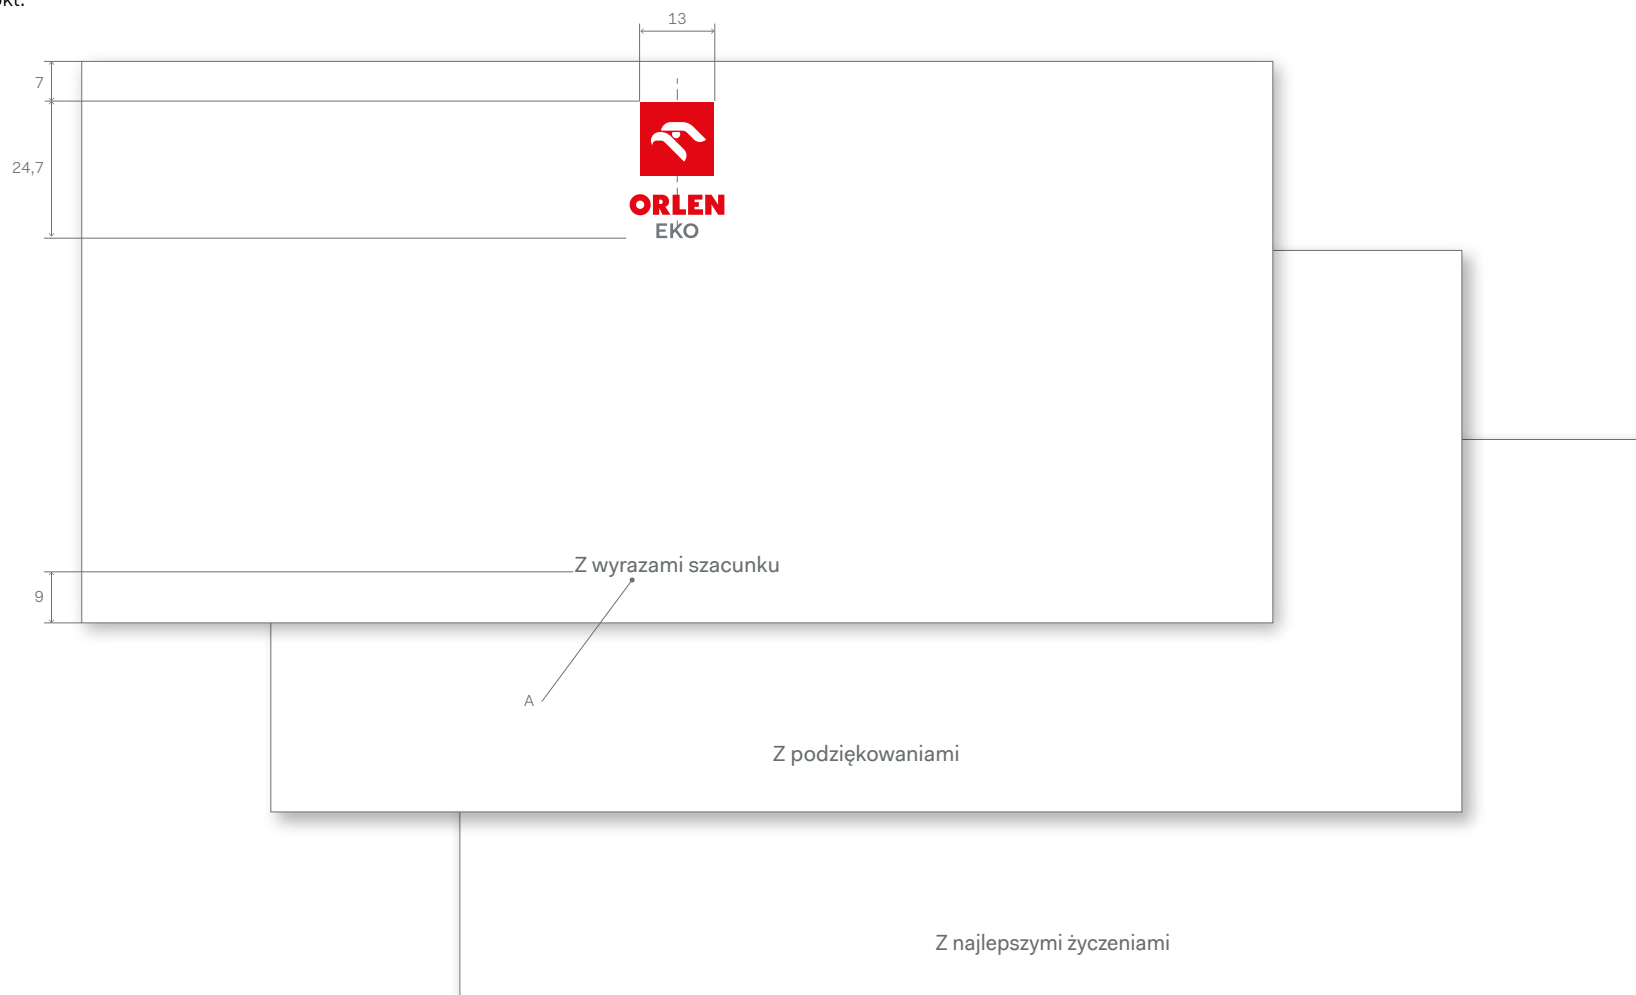 13
7
24,7
ORLEN
EKO
Z wyrazami szacunku
9
A
Z podziękowaniami
Z najlepszymi życzeniami